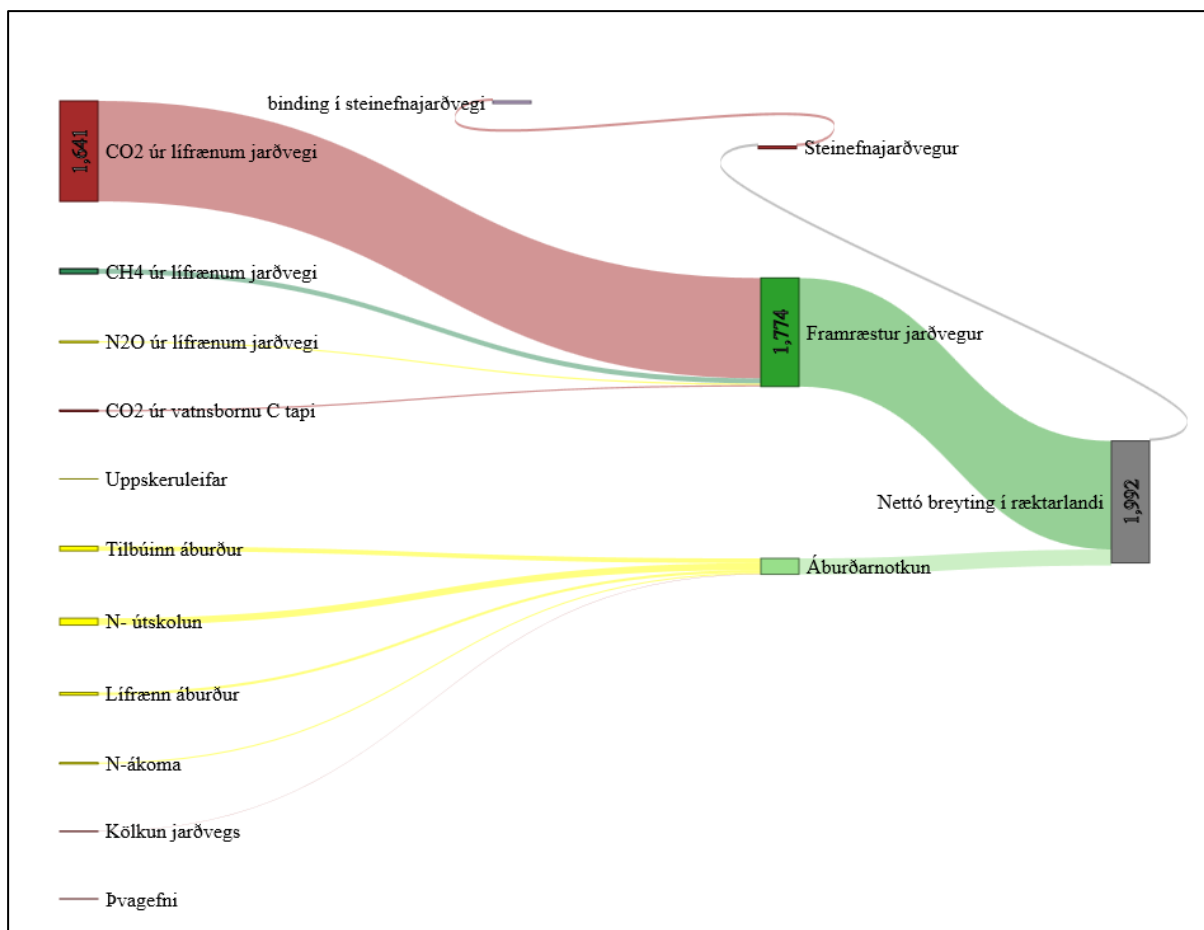 binding í steinefnajarðvegi
1,641
CO2 úr lífrænum jarðvegi
Steinefnajarðvegur
CH4 úr lífrænum jarðvegi
N2O úr lífrænum jarðvegi
1,774
Framræstur jarðvegur
CO2 úr vatnsbornu C tapi
Uppskeruleifar
Nettó breyting í ræktarlandi
1,992
Tilbúinn áburður
Áburðarnotkun
N- útskolun
Lífrænn áburður
N-ákoma
Kölkun jarðvegs
Þvagefni